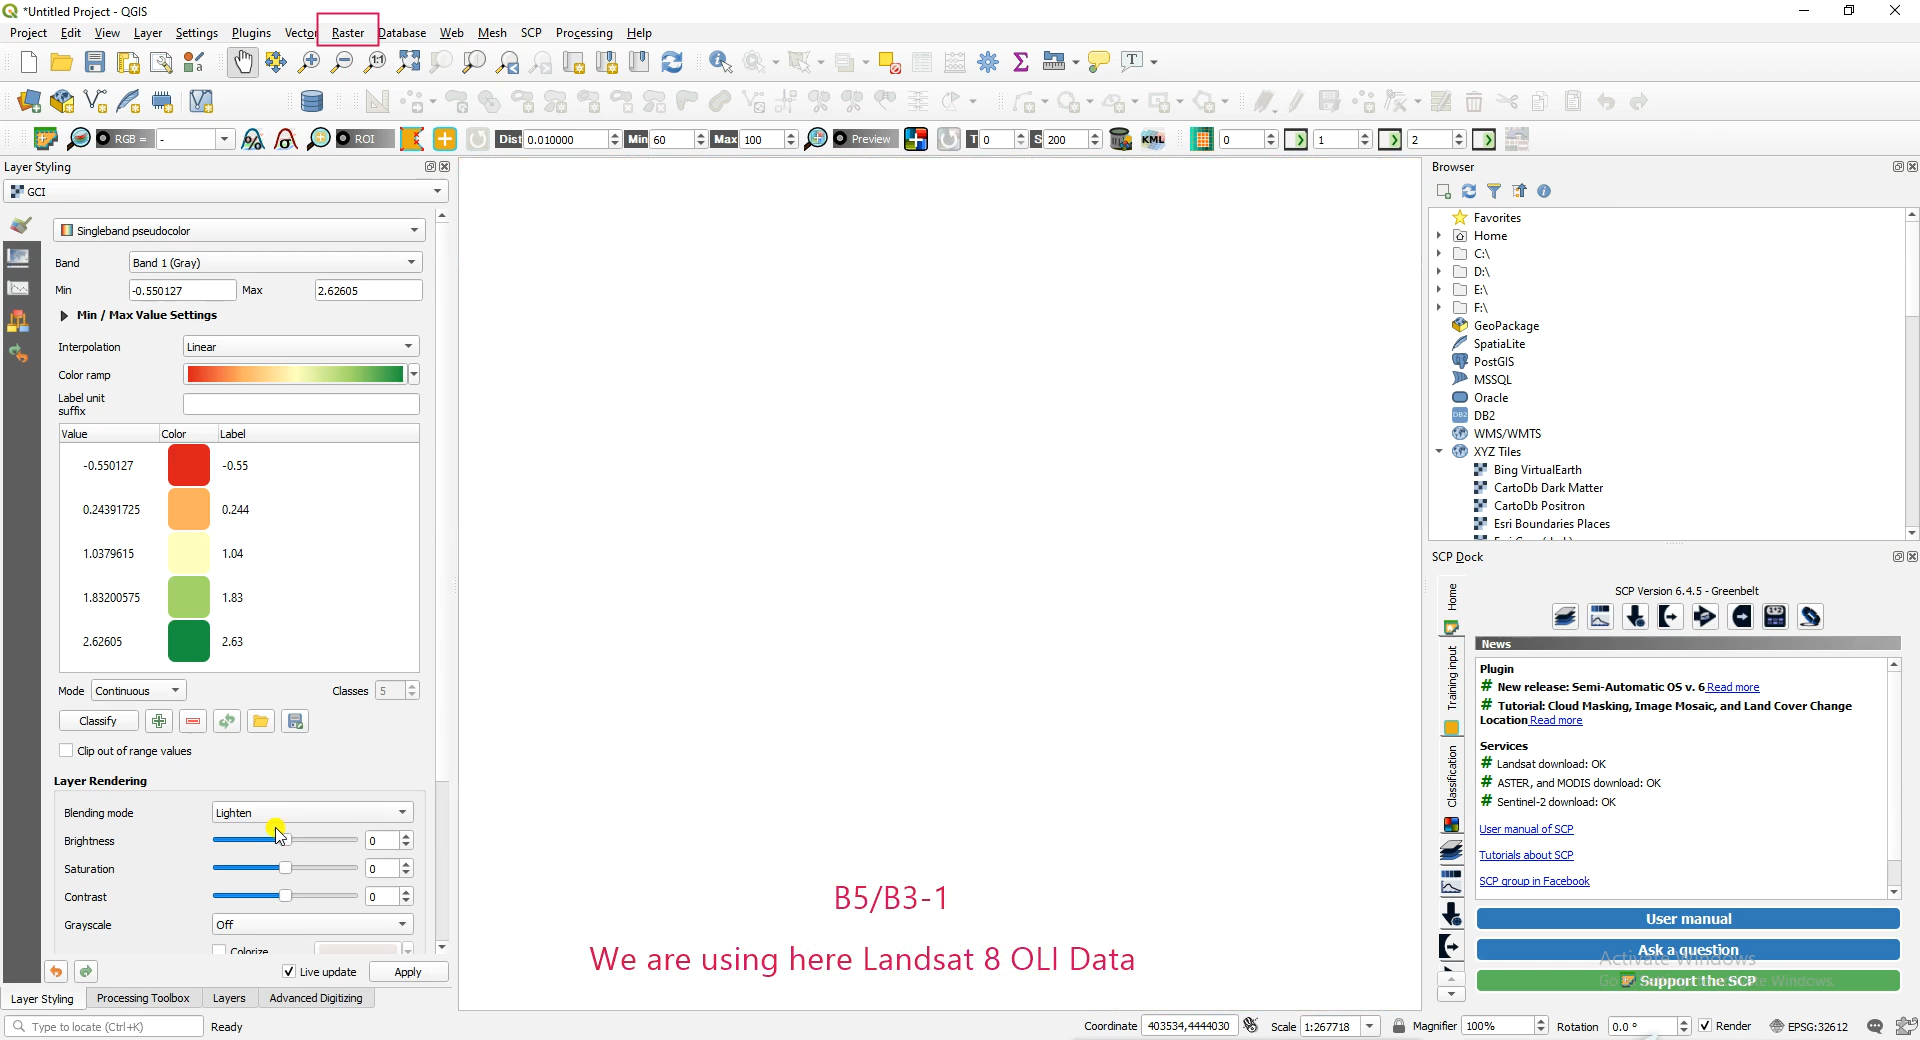 *Untitled Project - QGIS
Project Edit View Layer Settings Plugins Vector Raster Database Web Mesh SCP Processing Help
RGB = - ROI Dist 0.010000 Min 60 Max 100 Preview T 0 S 200 KML 0 1 2
Layer Styling
GCI
Singleband pseudocolor
Band Band 1 (Gray)
Min -0.550127 Max 2.62605
Min / Max Value Settings
Interpolation Linear
Color ramp
Label unit
suffix
Value Color Label
-0.550127 -0.55
0.24391725 0.244
1.0379615 1.04
1.83200575 1.83
2.62605 2.63
Mode Continuous Classes 5
Classify
Clip out of range values
Layer Rendering
Blending mode Lighten
Brightness 0
Saturation 0
Contrast 0
Grayscale Off
Colorize
Live update Apply
Layer Styling Processing Toolbox Layers Advanced Digitizing
B5/B3-1
We are using here Landsat 8 OLI Data
Browser
Favorites
Home
C:\
D:\
E:\
F:\
GeoPackage
SpatiaLite
PostGIS
MSSQL
Oracle
DB2
WMS/WMTS
XYZ Tiles
Bing VirtualEarth
CartoDb Dark Matter
CartoDb Positron
Esri Boundaries Places
SCP Dock
Home
Training input
Classification
SCP Version 6.4.5 - Greenbelt
News
Plugin
# New release: Semi-Automatic OS v. 6 Read more
# Tutorial: Cloud Masking, Image Mosaic, and Land Cover Change
Location Read more
Services
# Landsat download: OK
# ASTER, and MODIS download: OK
# Sentinel-2 download: OK
User manual of SCP
Tutorials about SCP
SCP group in Facebook
User manual
Ask a question
Activate Windows
Support the SCP
Windows.
Type to locate (Ctrl+K) Ready Coordinate 403534,4444030 Scale 1:267718 Magnifier 100% Rotation 0.0 ° Render EPSG:32612